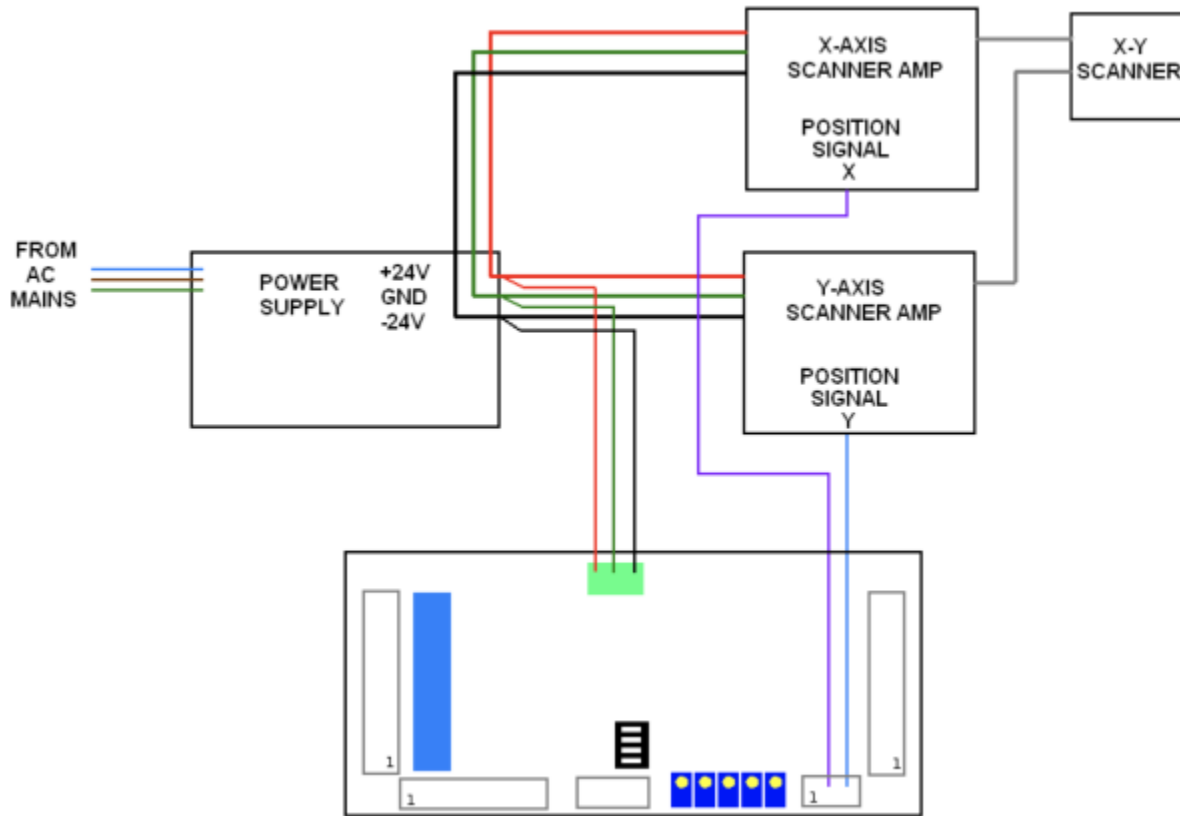 X-AXIS
SCANNER AMP
POSITION
SIGNAL
X
X-Y
SCANNER
FROM
AC
MAINS
POWER
SUPPLY
+24V
GND
-24V
Y-AXIS
SCANNER AMP
POSITION
SIGNAL
Y
1
1
1
1